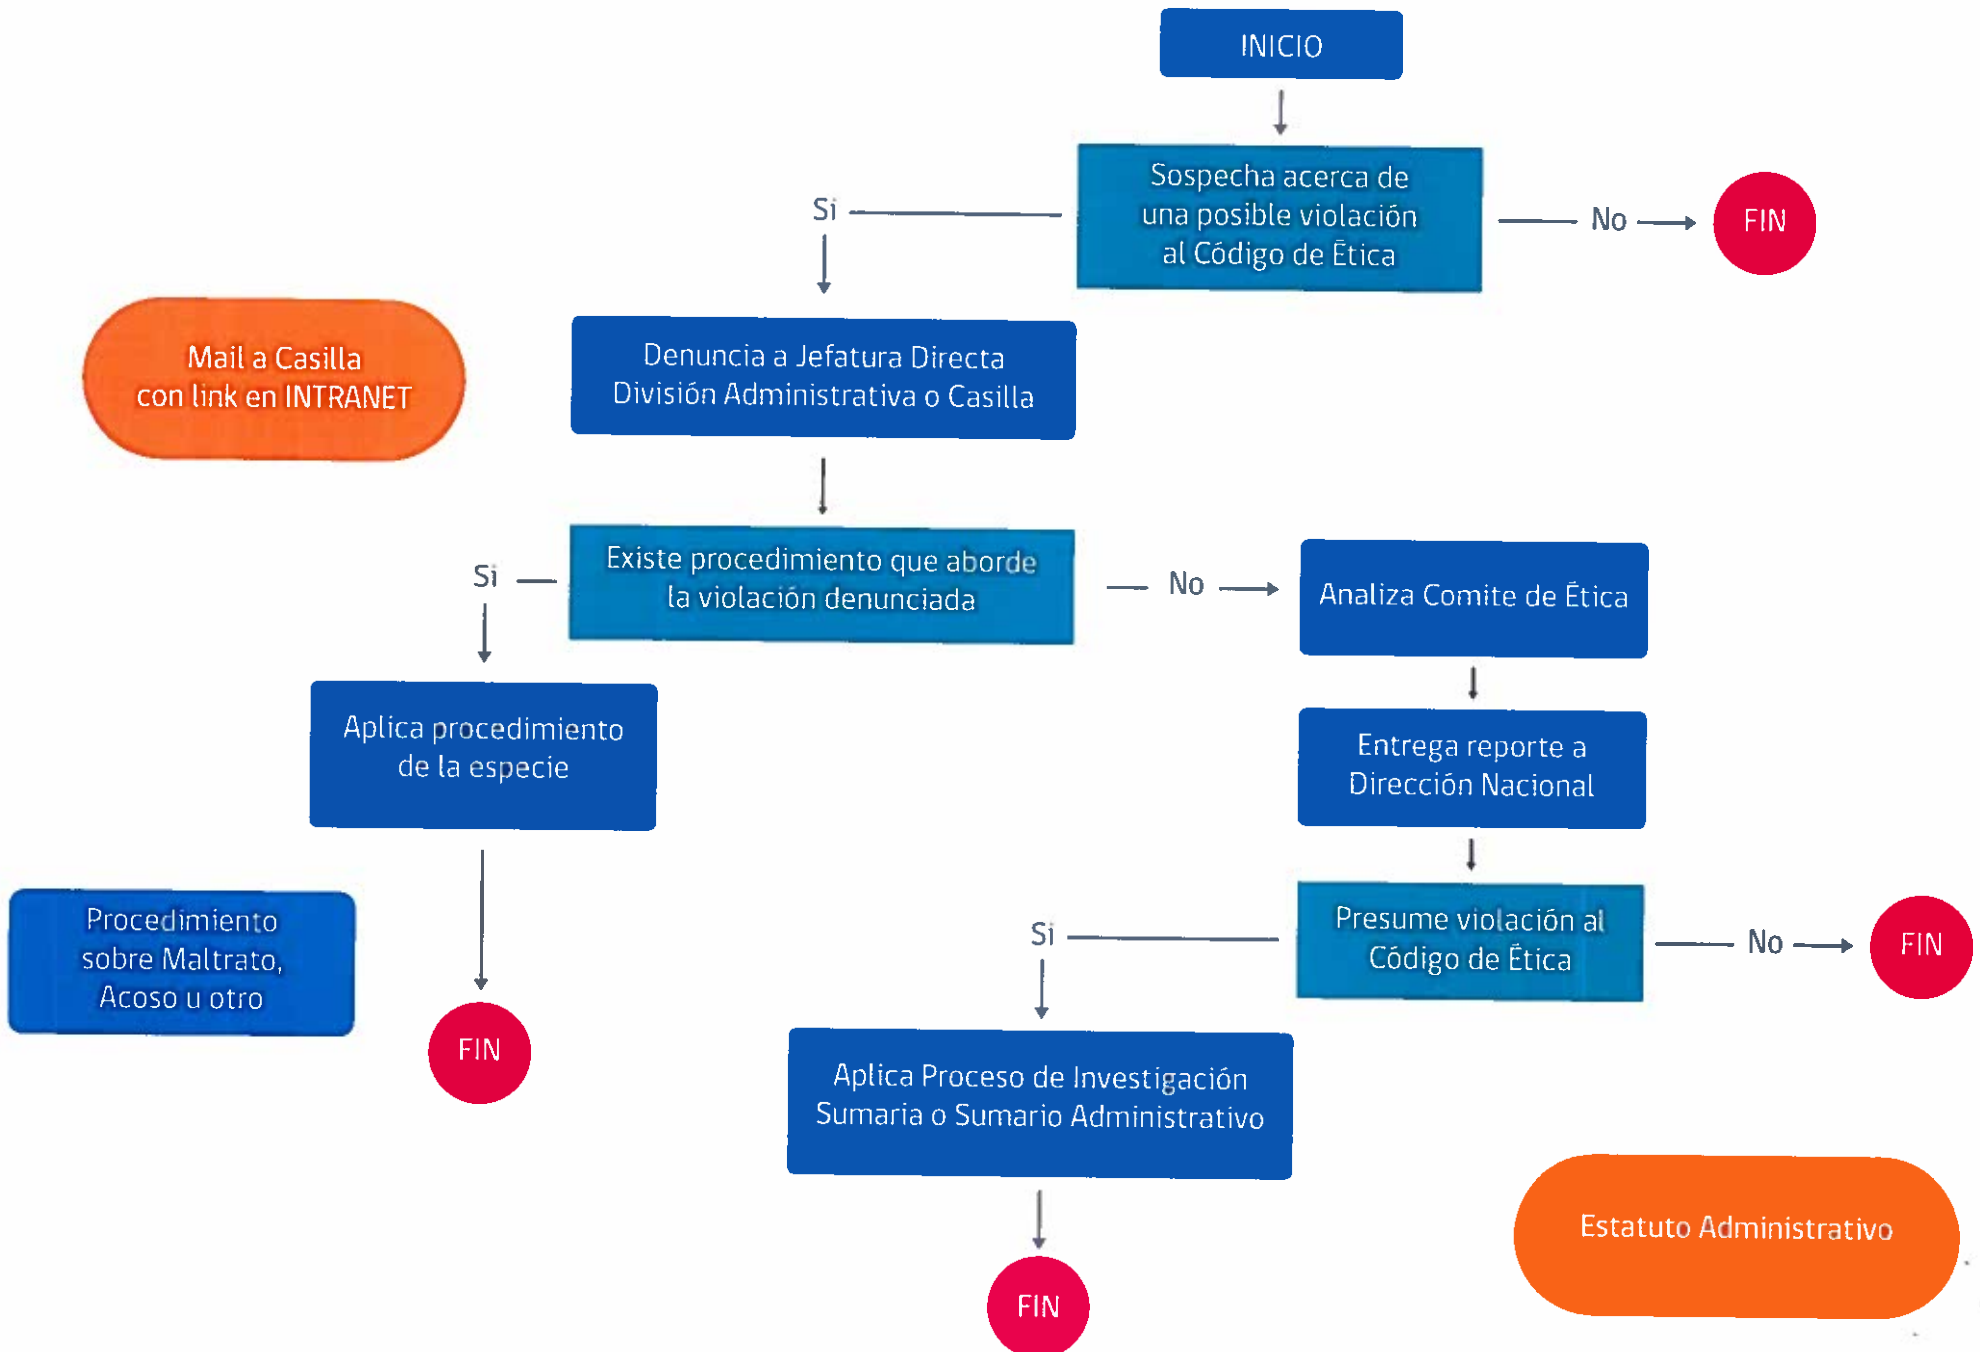 INICIO
Sospecha acerca de
una posible violación
al Código de Ética
Si
No
FIN
Mail a Casilla
con link en INTRANET
Denuncia a Jefatura Directa
División Administrativa o Casilla
Existe procedimiento que aborde
la violación denunciada
Si
No
Analiza Comite de Ética
Aplica procedimiento
de la especie
Entrega reporte a
Dirección Nacional
Procedimiento
sobre Maltrato,
Acoso u otro
FIN
Presume violación al
Código de Ética
Si
No
FIN
Aplica Proceso de Investigación
Sumaria o Sumario Administrativo
Estatuto Administrativo
FIN